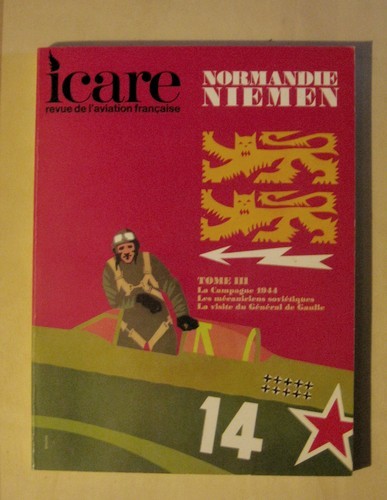 icare
revue de l'aviation française
NORMANDIE
NIEMEN
TOME III
La Campagne 1944
Les mécaniciens soviétiques
La visite du Général de Gaulle
14